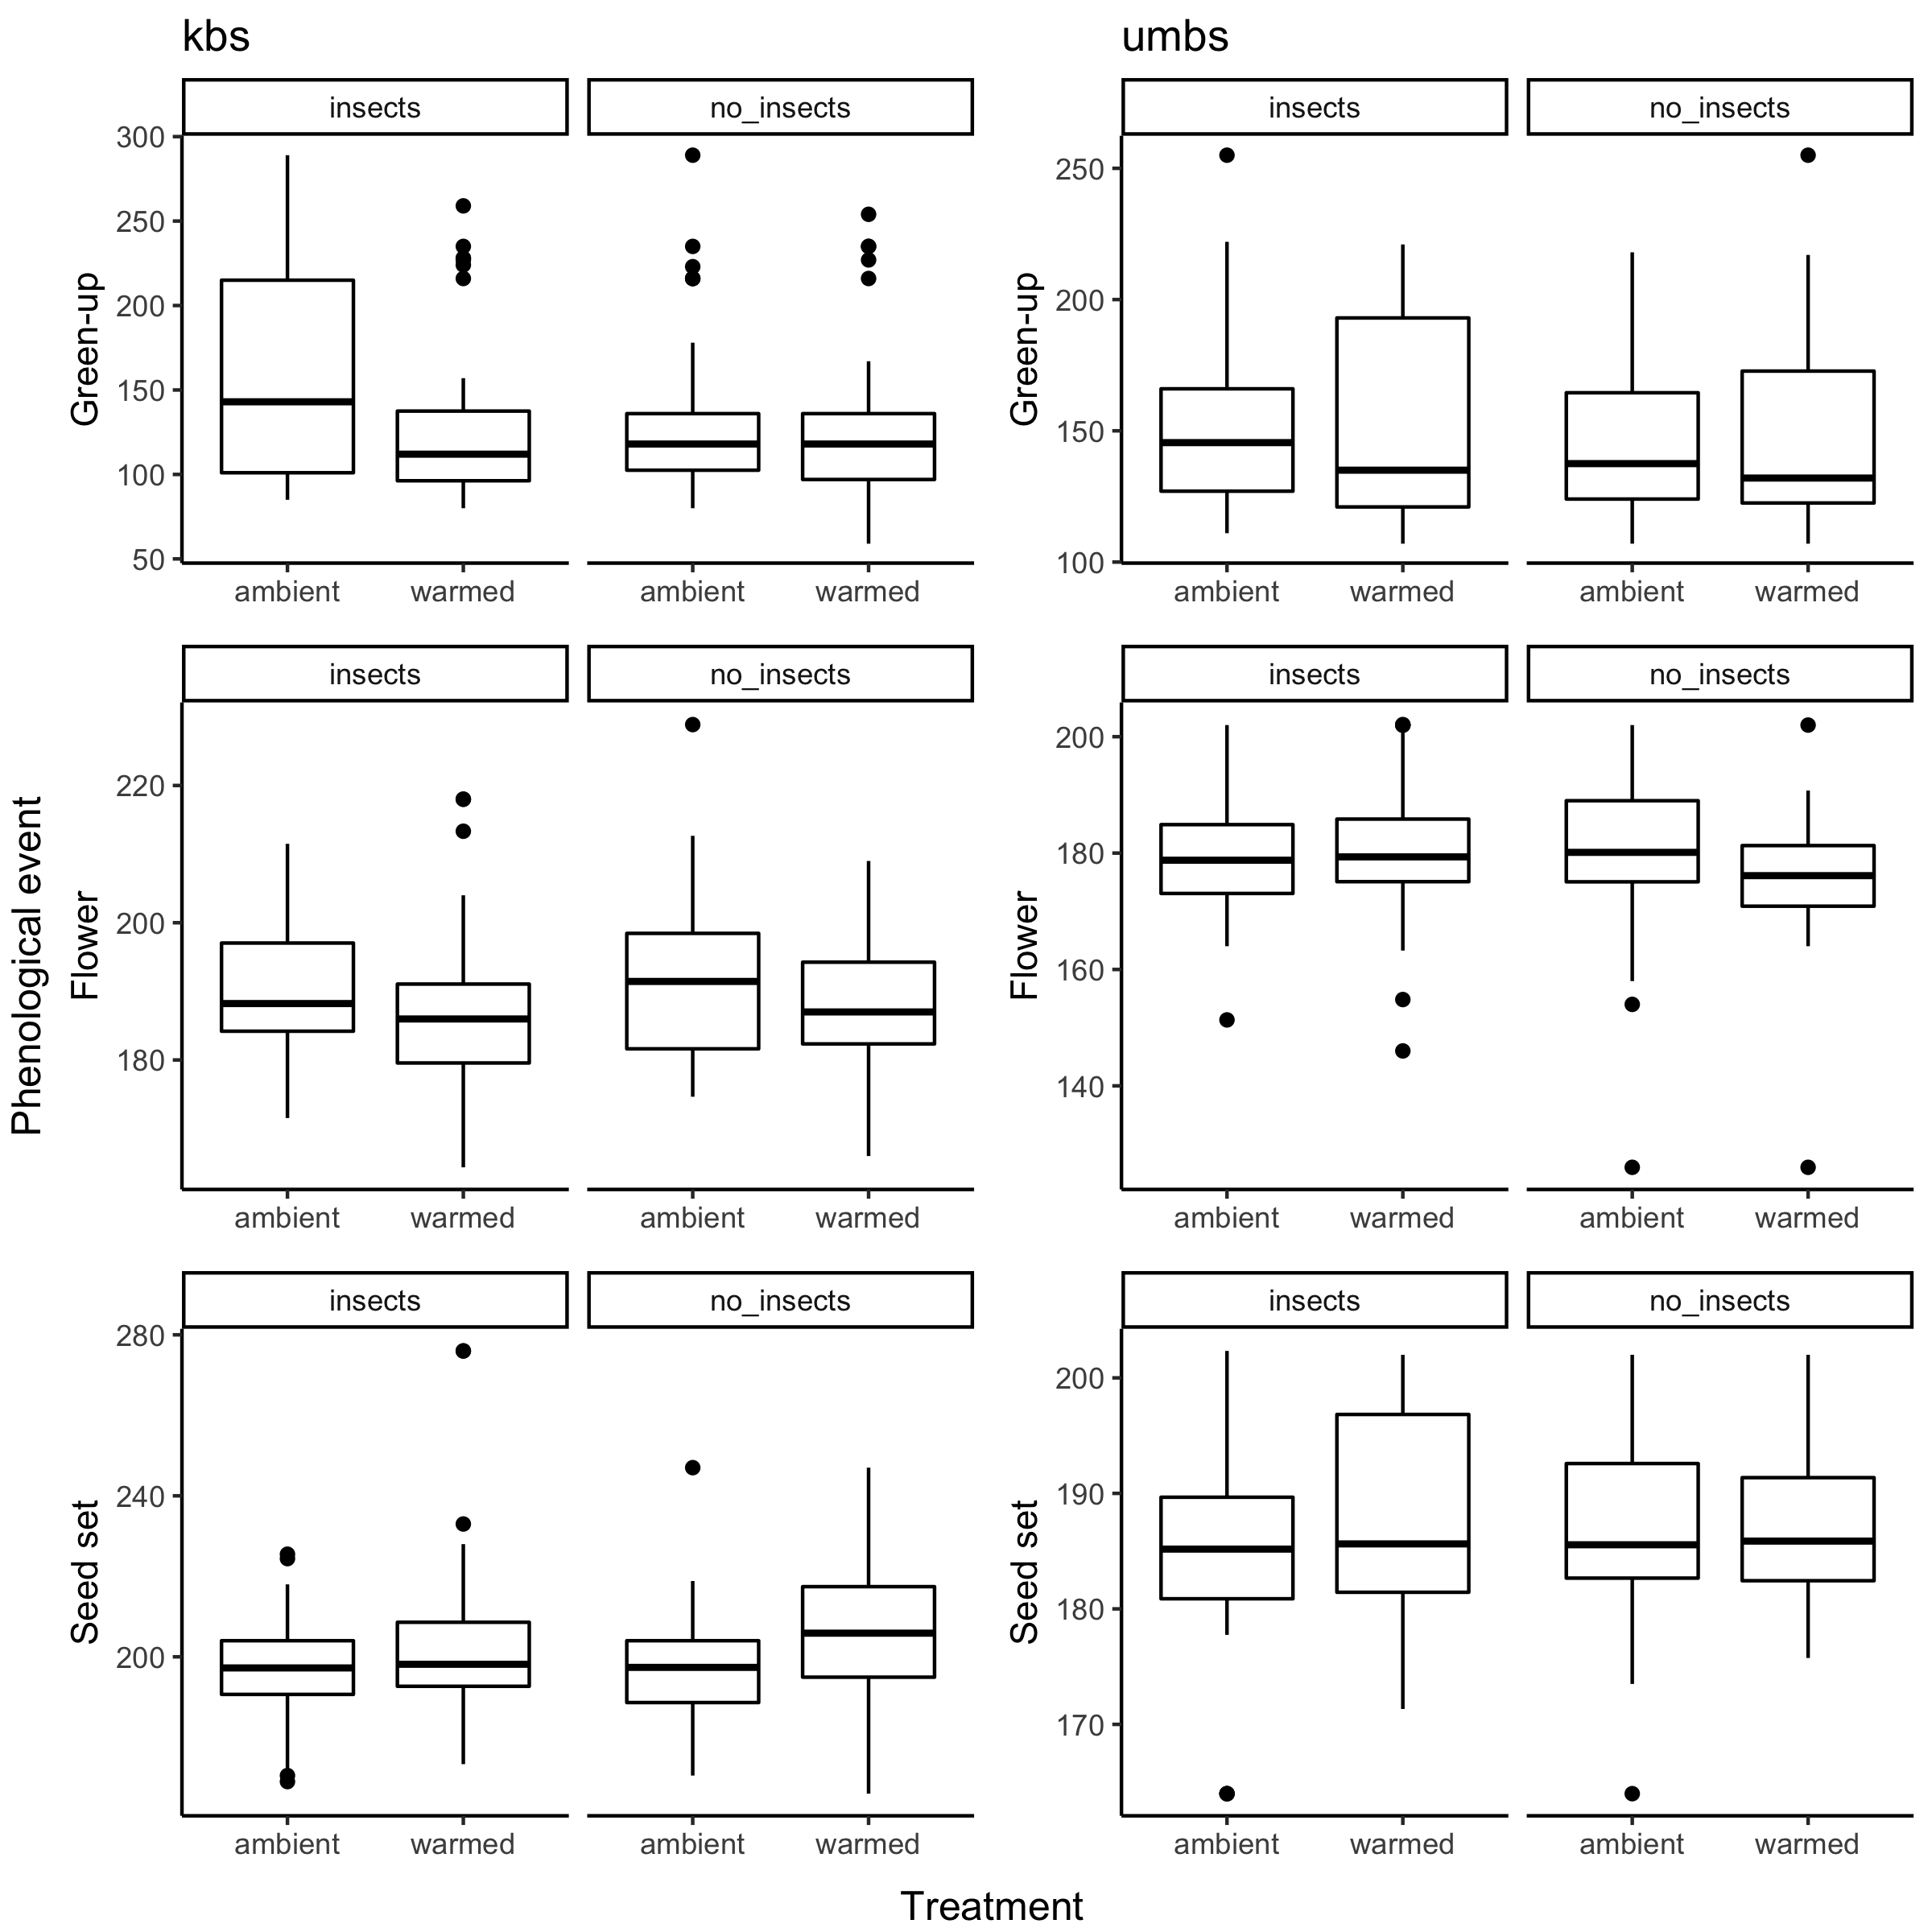 kbs
umbs
insects no_insects
insects no_insects
300
250
200
150
100
50
Green-up
250
200
150
100
Green-up
ambient warmed ambient warmed
ambient warmed ambient warmed
Phenological event
insects no_insects
insects no_insects
220
200
180
Flower
200
180
160
140
Flower
ambient warmed ambient warmed
ambient warmed ambient warmed
insects no_insects
insects no_insects
280
240
200
Seed set
200
190
180
170
Seed set
ambient warmed ambient warmed
ambient warmed ambient warmed
Treatment